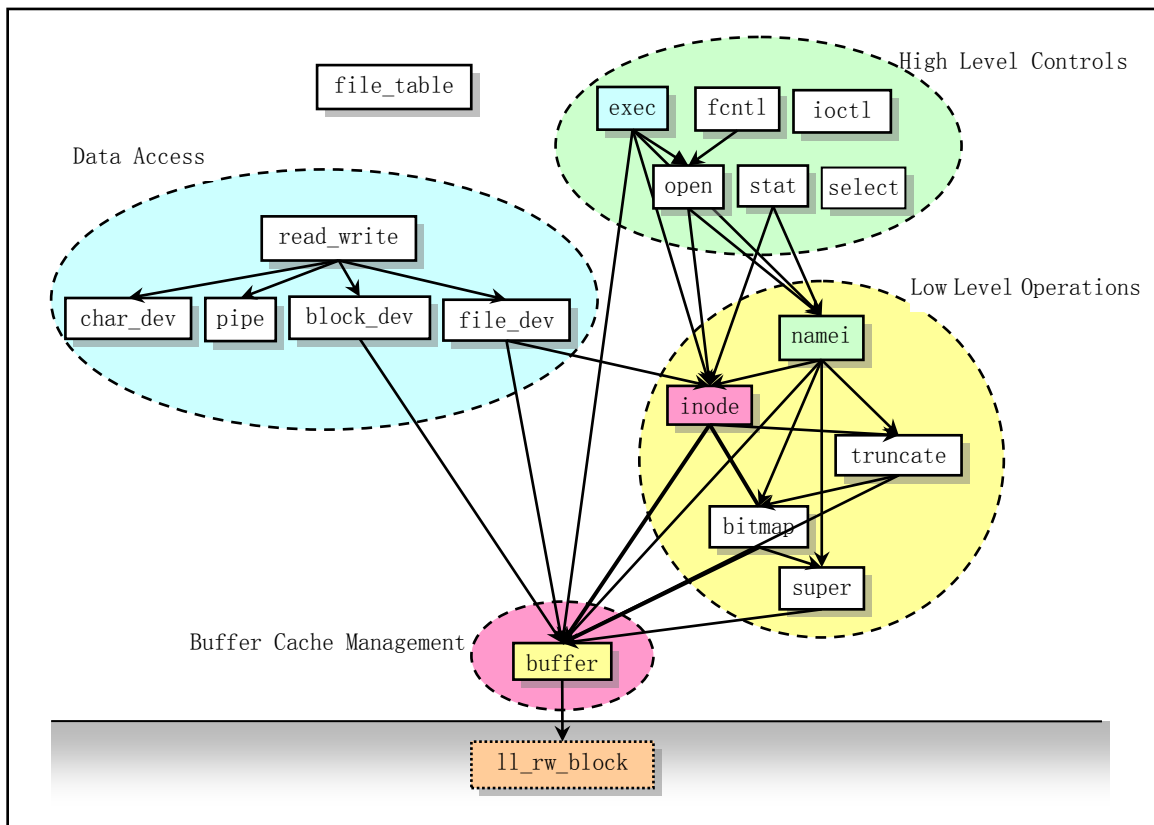 High Level Controls
file_table
exec
fcntl
ioctl
Data Access
open
stat
select
read_write
Low Level Operations
char_dev
pipe
block_dev
file_dev
namei
inode
truncate
bitmap
super
Buffer Cache Management
buffer
ll_rw_block